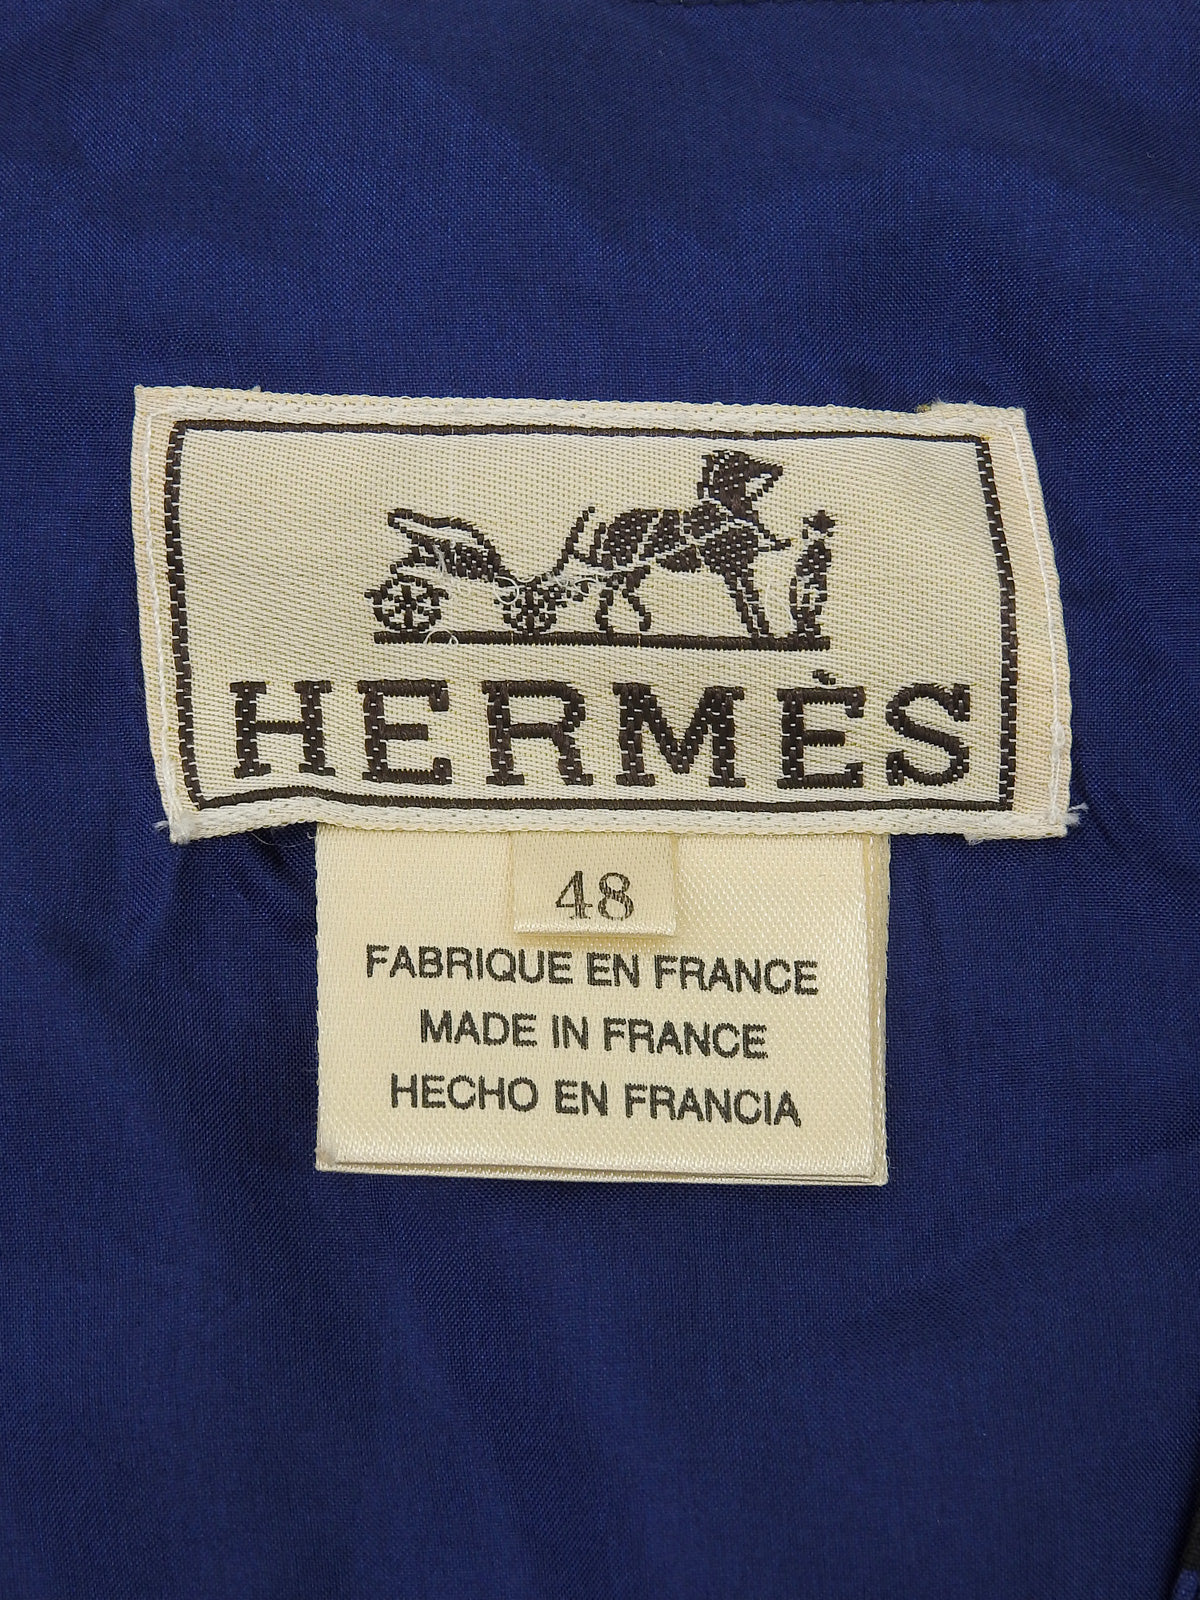 HERMÈS
48
FABRIQUE EN FRANCE
MADE IN FRANCE
HECHO EN FRANCIA